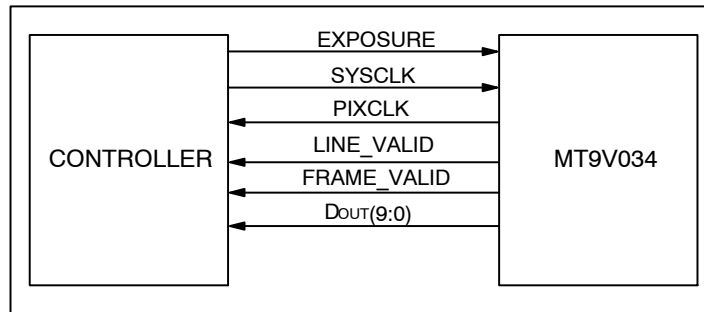 EXPOSURE
SYSCLK
PIXCLK
CONTROLLER
LINE_VALID
MT9V034
FRAME_VALID
DOUT(9:0)